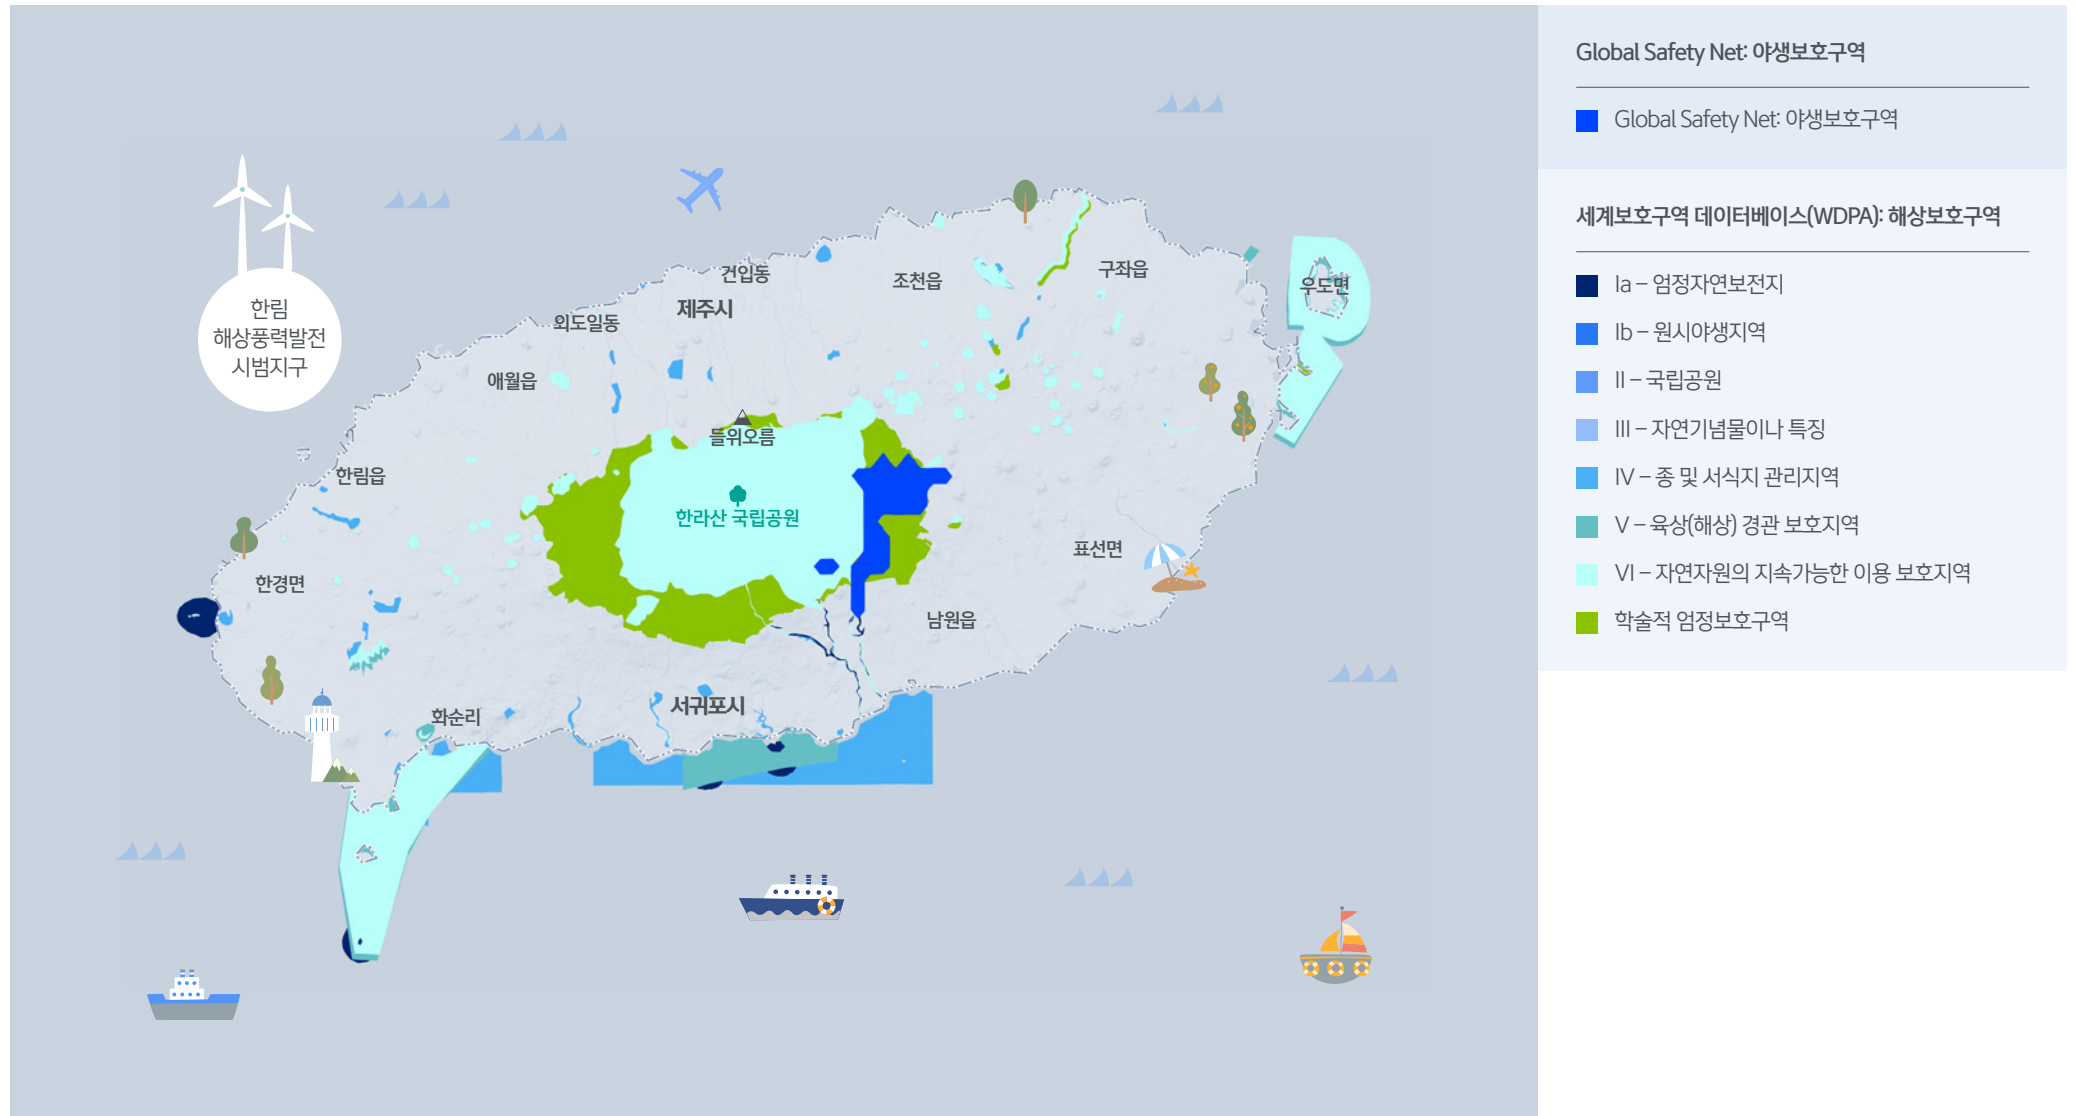 한림
해상풍력발전
시범지구
건입동
제주시
외도일동
애월읍
조천읍
구좌읍
우도면
들위오름
한라산 국립공원
한림읍
한경면
표선면
남원읍
서귀포시
화순리
Global Safety Net: 야생보호구역
Global Safety Net: 야생보호구역
세계보호구역 데이터베이스(WDPA): 해상보호구역
Ia – 엄정자연보전지
Ib – 원시야생지역
II – 국립공원
III – 자연기념물이나 특징
IV – 종 및 서식지 관리지역
V – 육상(해상) 경관 보호지역
VI – 자연자원의 지속가능한 이용 보호지역
학술적 엄정보호구역